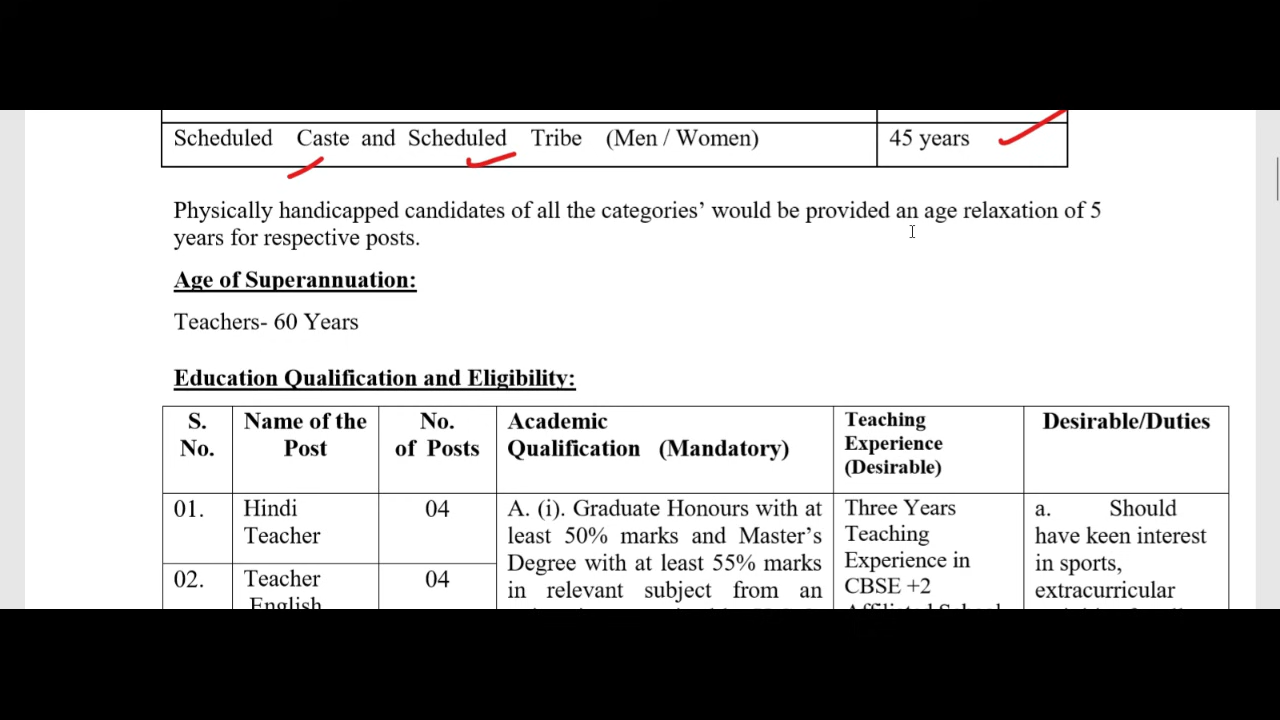 Scheduled Caste and Scheduled Tribe (Men / Women) 45 years
Physically handicapped candidates of all the categories’ would be provided an age relaxation of 5
years for respective posts.
Age of Superannuation:
Teachers- 60 Years
Education Qualification and Eligibility:
S.
No.
Name of the
Post
No.
of Posts
Academic
Qualification (Mandatory)
Teaching
Experience
(Desirable)
Desirable/Duties
01.
Hindi
Teacher
04
A. (i). Graduate Honours with at
least 50% marks and Master’s
Degree with at least 55% marks
in relevant subject from an
Three Years
Teaching
Experience in
CBSE +2
Affiliated School
a. Should
have keen interest
in sports,
extracurricular
02.
Teacher
English
04